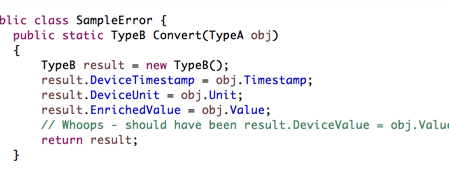 blic class SampleError {
public static TypeB Convert(TypeA obj)
{
TypeB result = new TypeB();
result.DeviceTimestamp = obj.Timestamp;
result.DeviceUnit = obj.Unit;
result.EnrichedValue = obj.Value;
// Whoops - should have been result.DeviceValue = obj.Valu
return result;
}